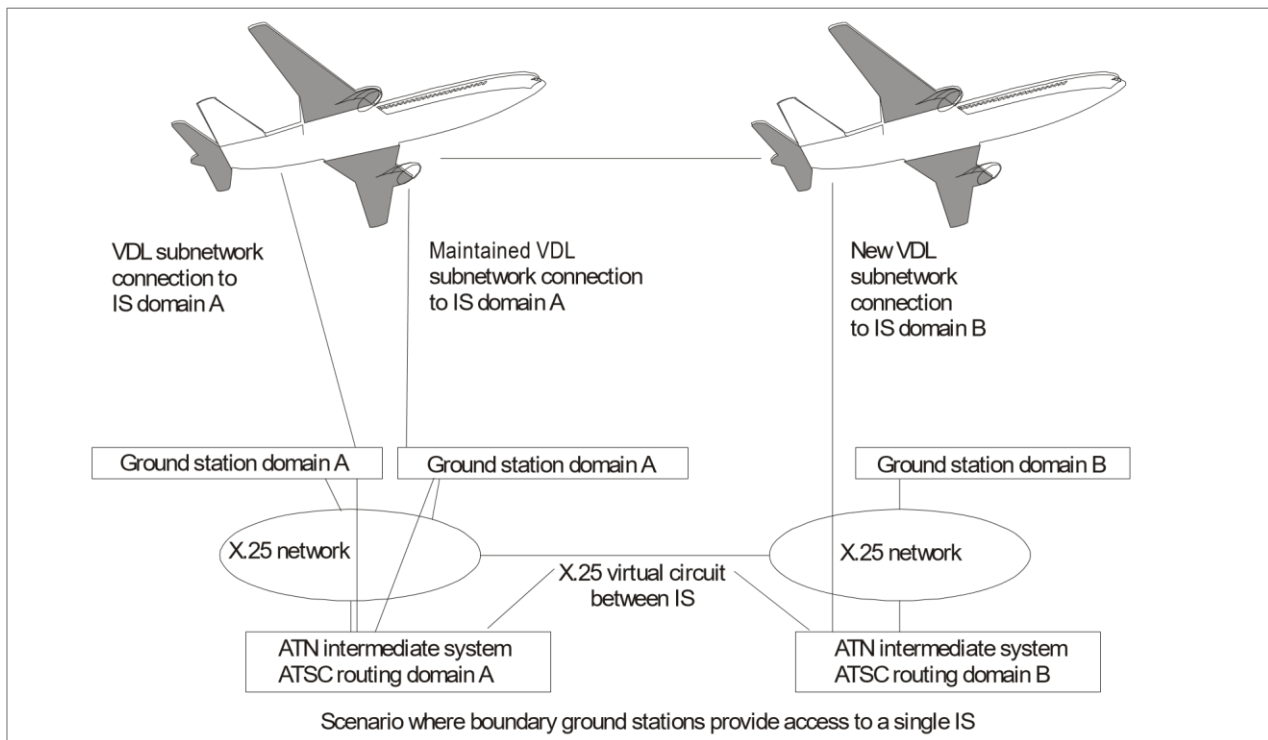 VDL subnetwork
connection to
IS domain A
Maintained VDL
subnetwork connection
to IS domain A
New VDL
subnetwork
connection
to IS domain B
Ground station domain A
Ground station domain A
Ground station domain B
X.25 network
X.25 network
X.25 virtual circuit
between IS
ATN intermediate system
ATSC routing domain A
ATN intermediate system
ATSC routing domain B
Scenario where boundary ground stations provide access to a single IS